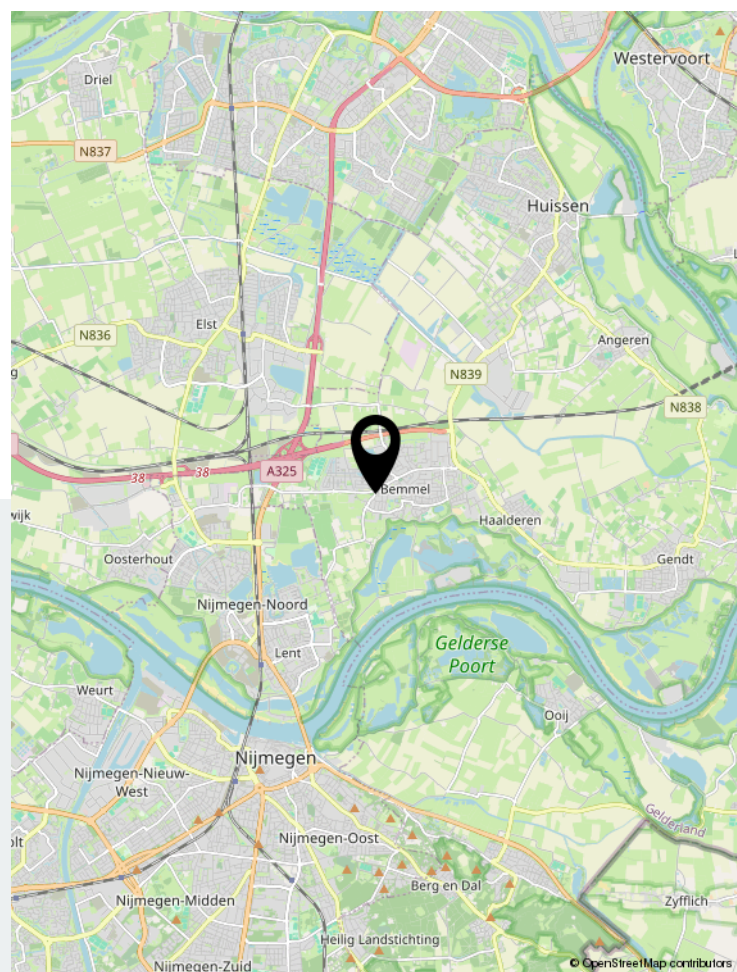 Westervoort
Driel
N837
Huissen
Elst
N836
Angeren
g
N839
N838
A325
38
38
Bemmel
wijk
Haalderen
Oosterhout
Gendt
Nijmegen-Noord
Gelderse
Poort
Lent
Weurt
Ooij
Nijmegen
Nijmegen-Nieuw-
West
Gelderland
olt
Nijmegen-Oost
Berg en Dal
Nijmegen-Midden
Zyfflich
Heilig Landstichting
Nijmegen-Zuid
© OpenStreetMap contributors